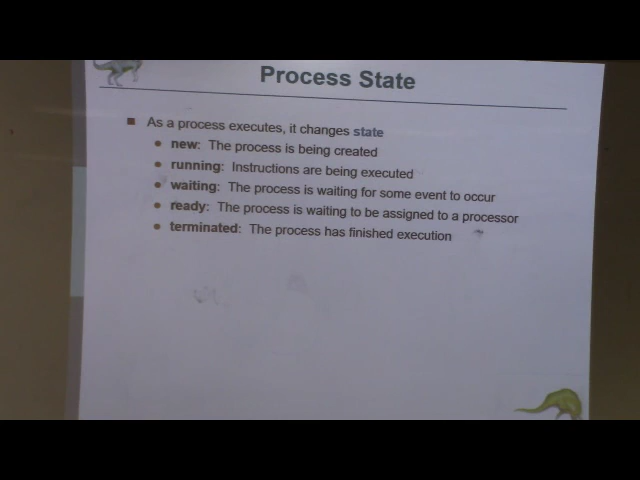 Process State
As a process executes, it changes state
new: The process is being created
running: Instructions are being executed
waiting: The process is waiting for some event to occur
ready: The process is waiting to be assigned to a processor
terminated: The process has finished execution